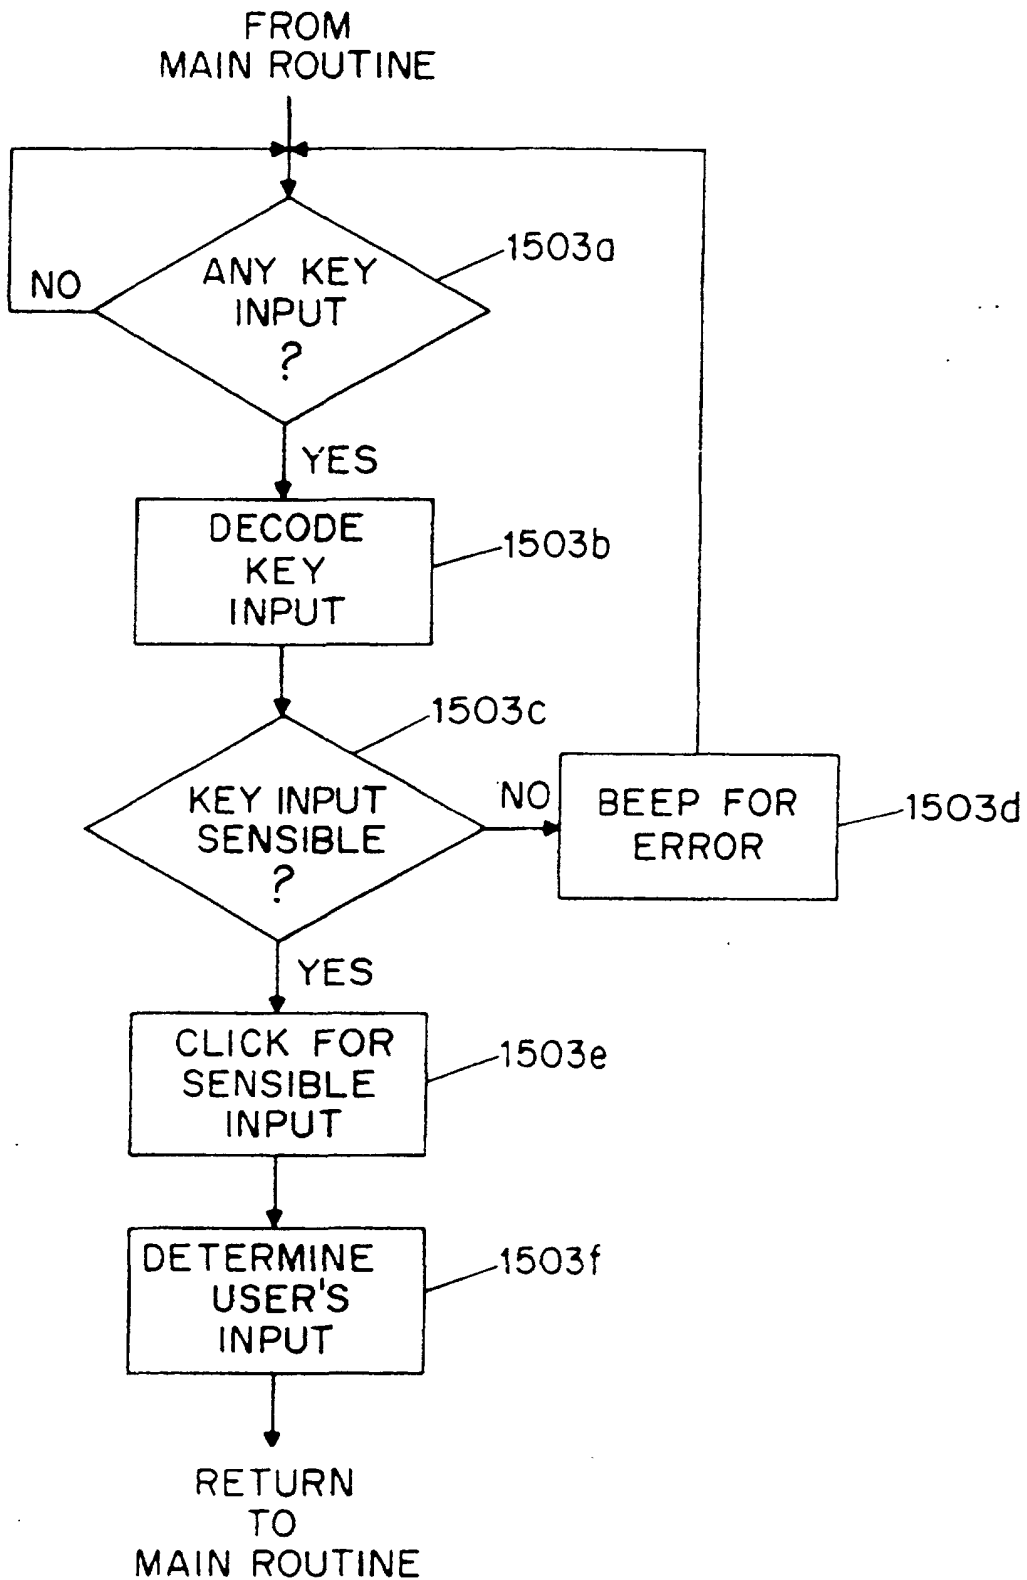 FROM
MAIN ROUTINE
1503a
ANY KEY
INPUT
?
NO
YES
DECODE
KEY
INPUT
1503b
1503c
KEY INPUT
SENSIBLE
?
NO
BEEP FOR
ERROR
1503d
YES
CLICK FOR
SENSIBLE
INPUT
1503e
DETERMINE
USER'S
INPUT
1503f
RETURN
TO
MAIN ROUTINE